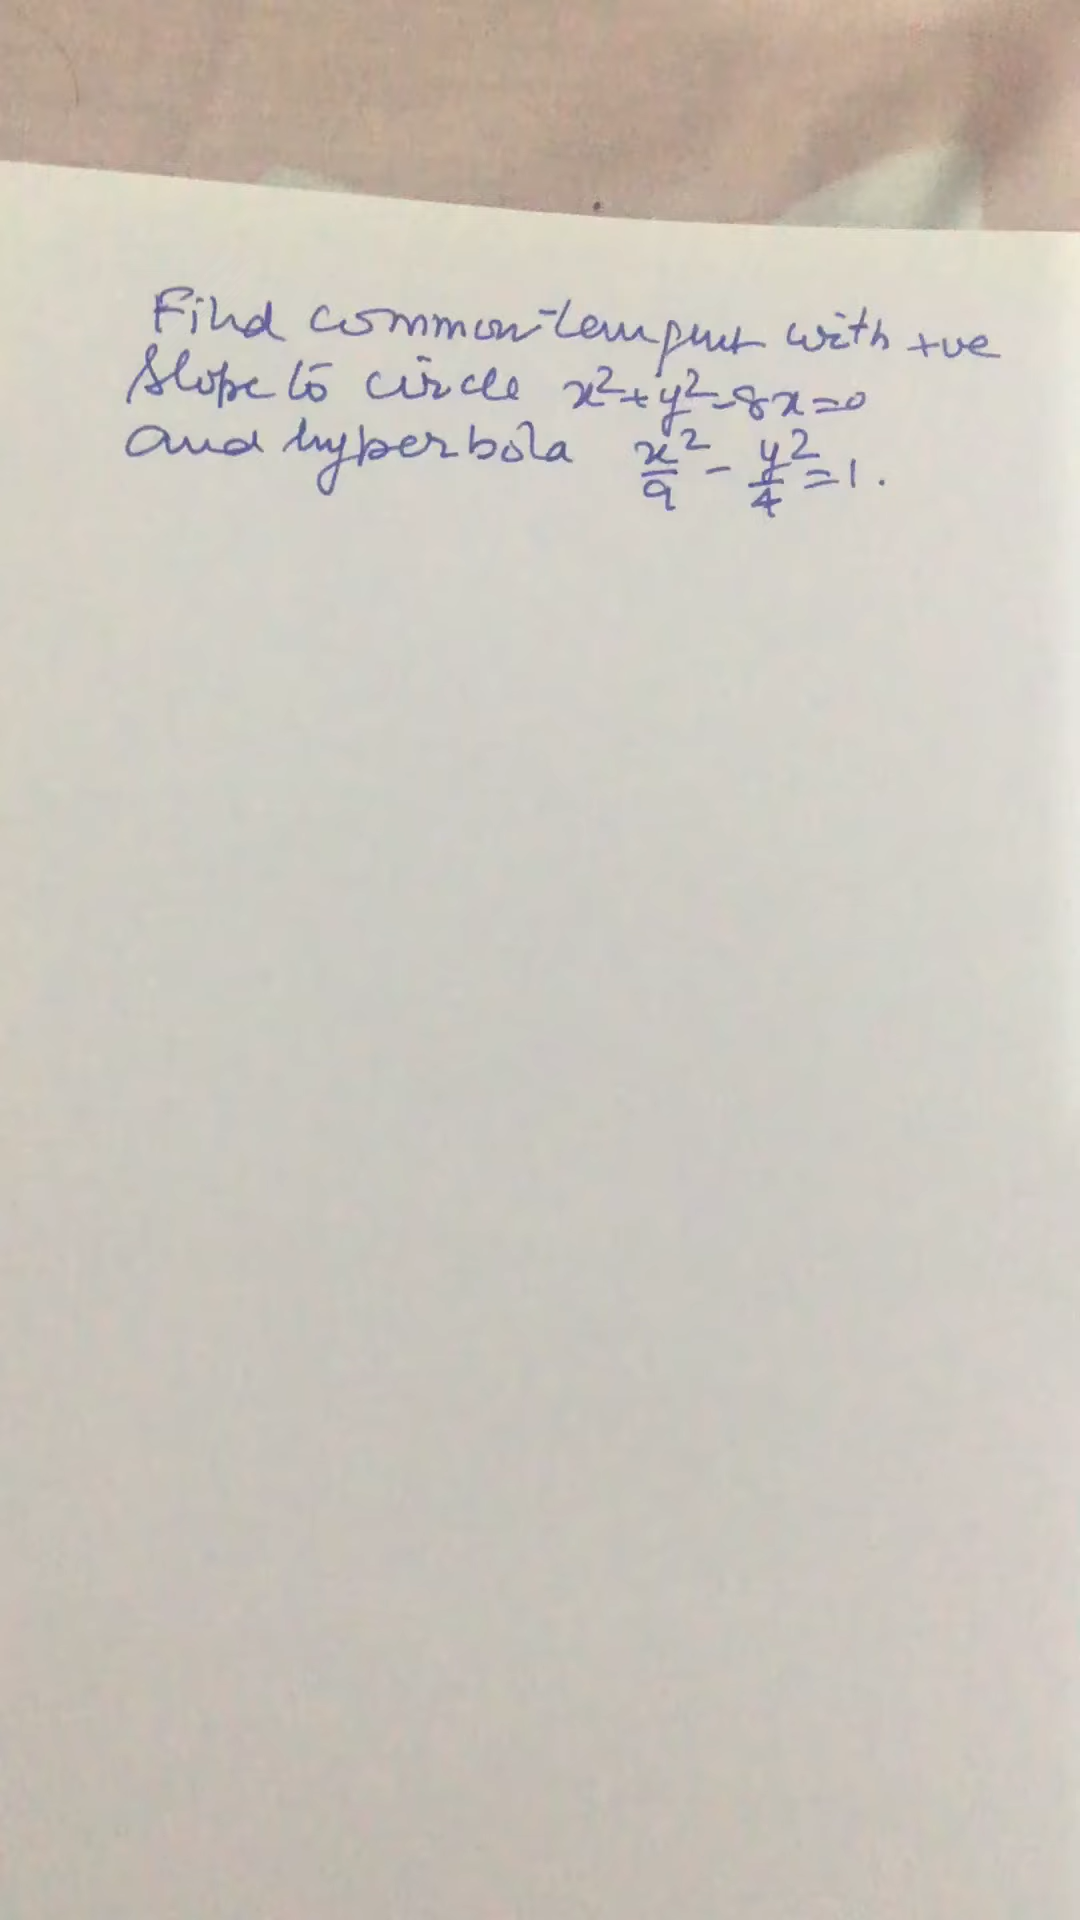 Find common tangent with +ve
slope to circle x²+y²-8x=0
and hyperbola x²/9 - y²/4 = 1.